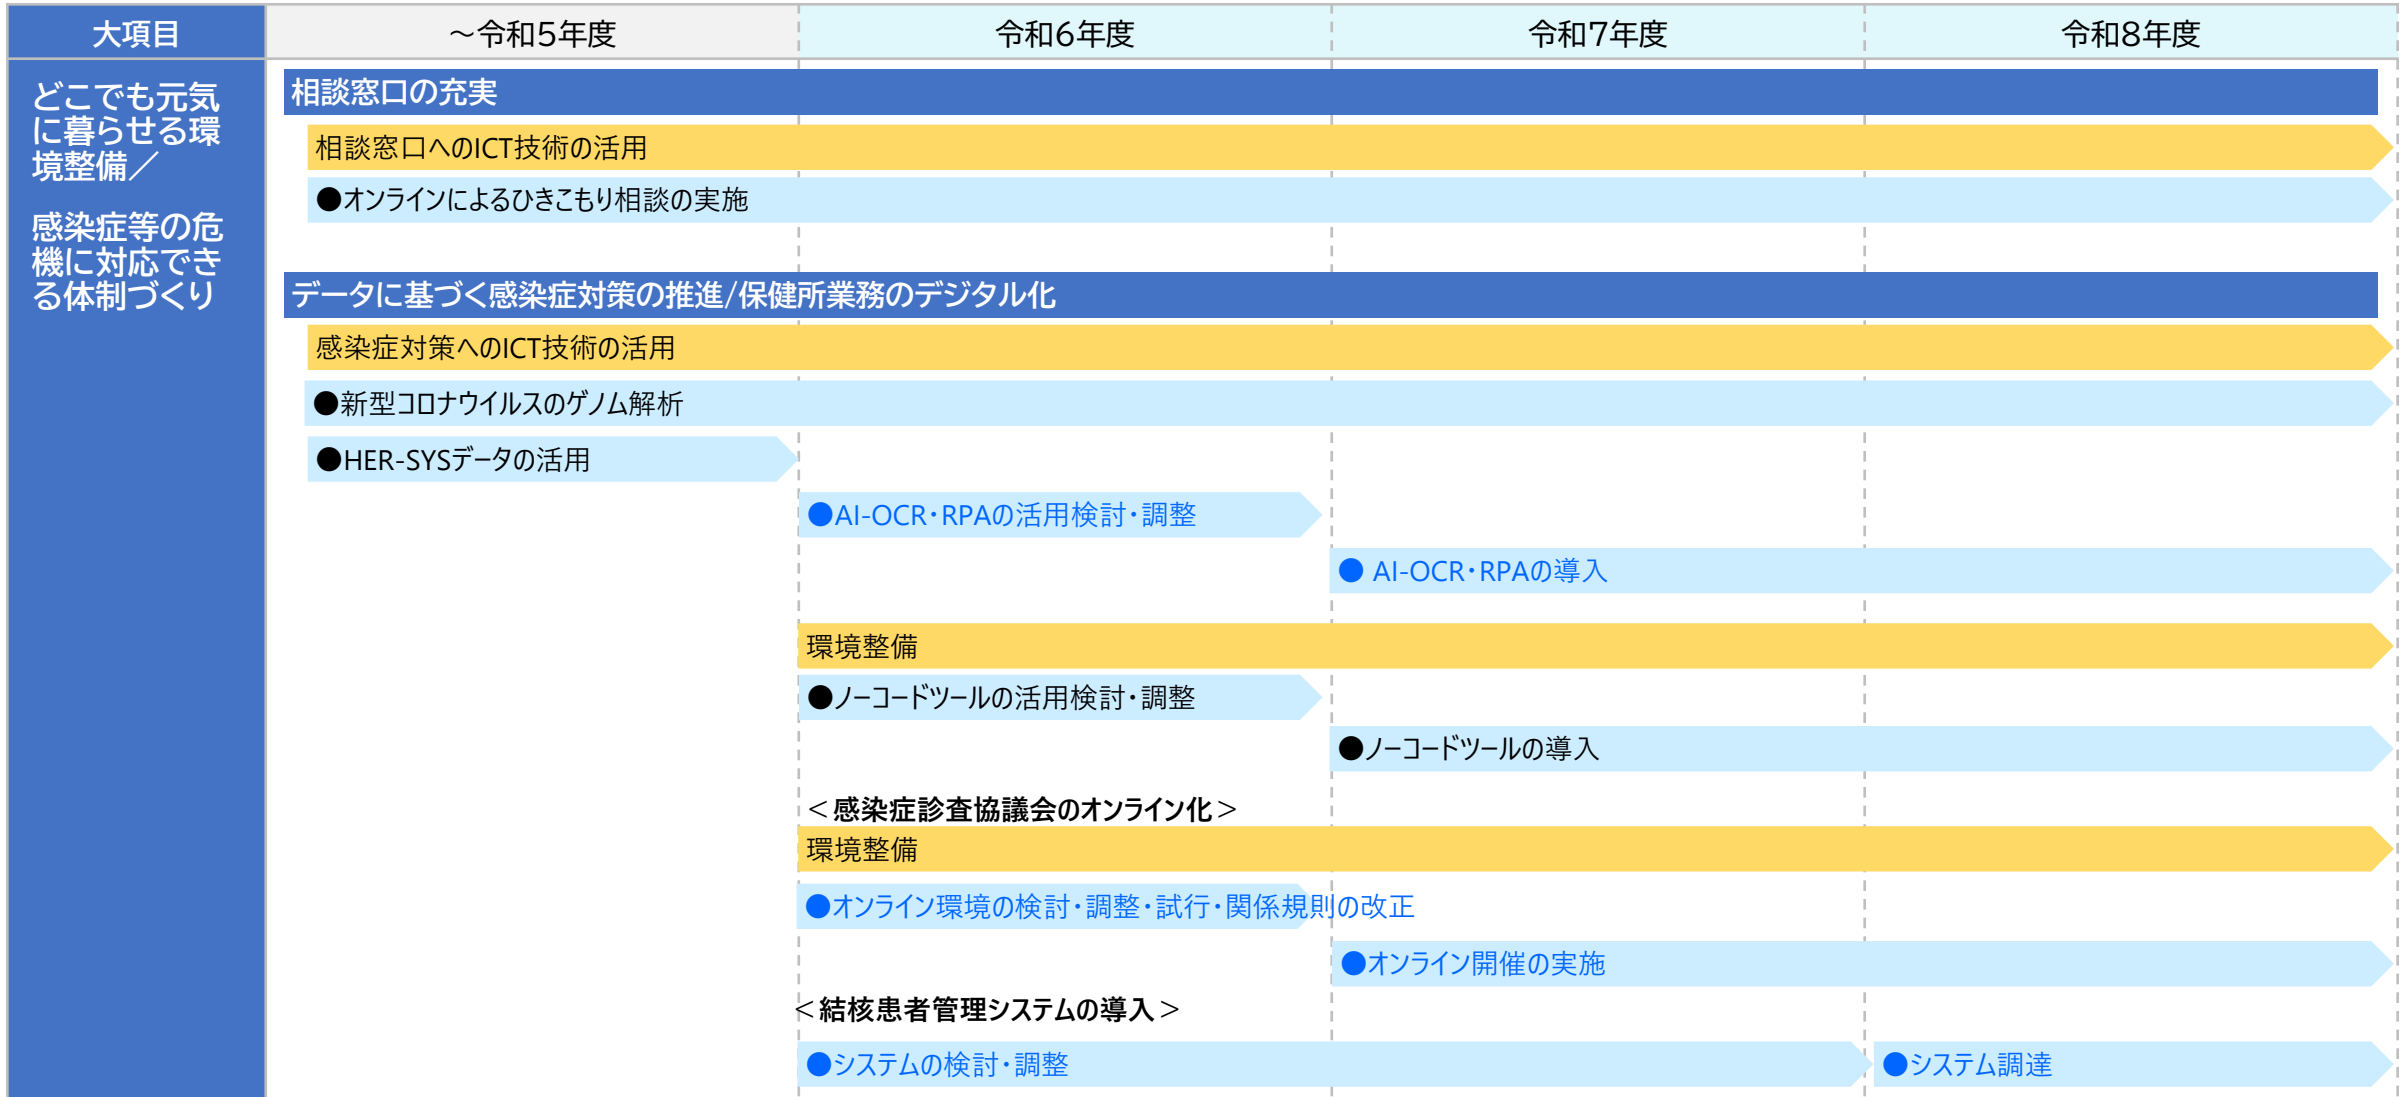 大項目
～令和5年度
令和6年度
令和7年度
令和8年度
どこでも元気
に暮らせる環
境整備／
感染症等の危
機に対応でき
る体制づくり
相談窓口の充実
相談窓口へのICT技術の活用
●オンラインによるひきこもり相談の実施
データに基づく感染症対策の推進/保健所業務のデジタル化
感染症対策へのICT技術の活用
●新型コロナウイルスのゲノム解析
●HER-SYSデータの活用
●AI-OCR・RPAの活用検討・調整
● AI-OCR・RPAの導入
環境整備
●ノーコードツールの活用検討・調整
●ノーコードツールの導入
＜感染症診査協議会のオンライン化＞
環境整備
●オンライン環境の検討・調整・試行・関係規則の改正
●オンライン開催の実施
＜結核患者管理システムの導入＞
●システムの検討・調整
●システム調達